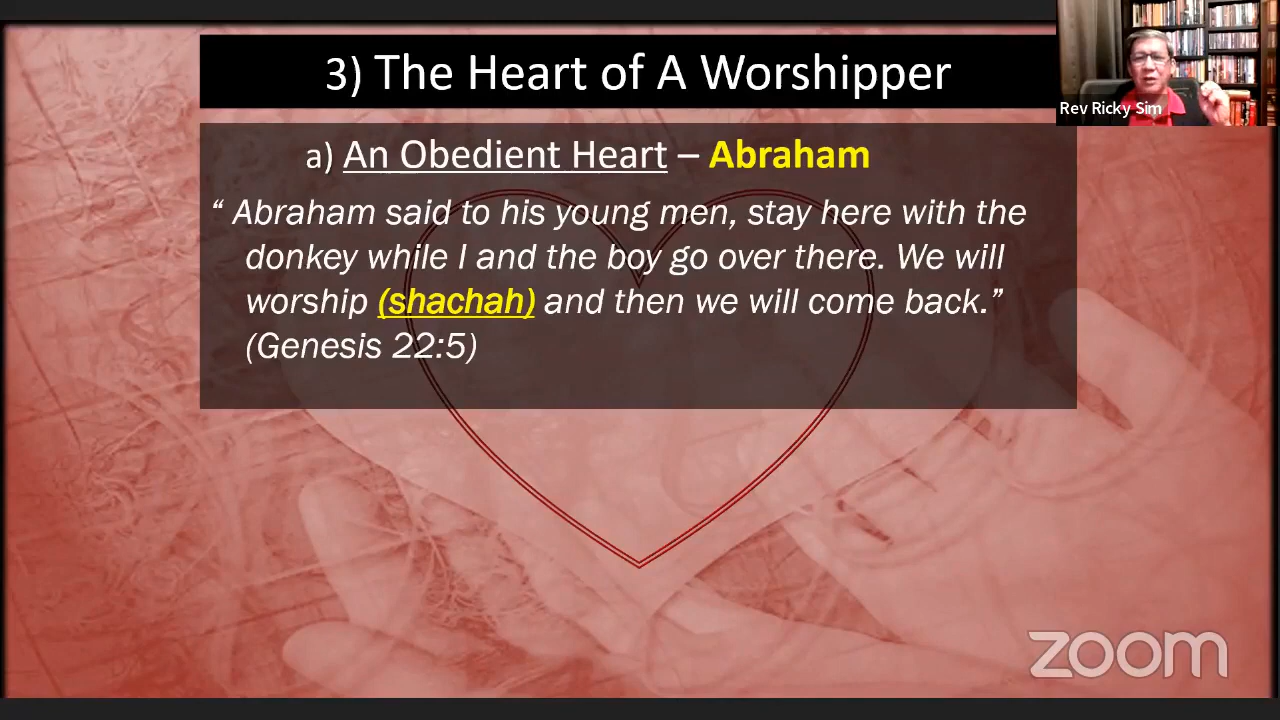 3) The Heart of A Worshipper
Rev Ricky Sim
a) An Obedient Heart – Abraham
“ Abraham said to his young men, stay here with the
donkey while I and the boy go over there. We will
worship (shachah) and then we will come back.”
(Genesis 22:5)
zoom